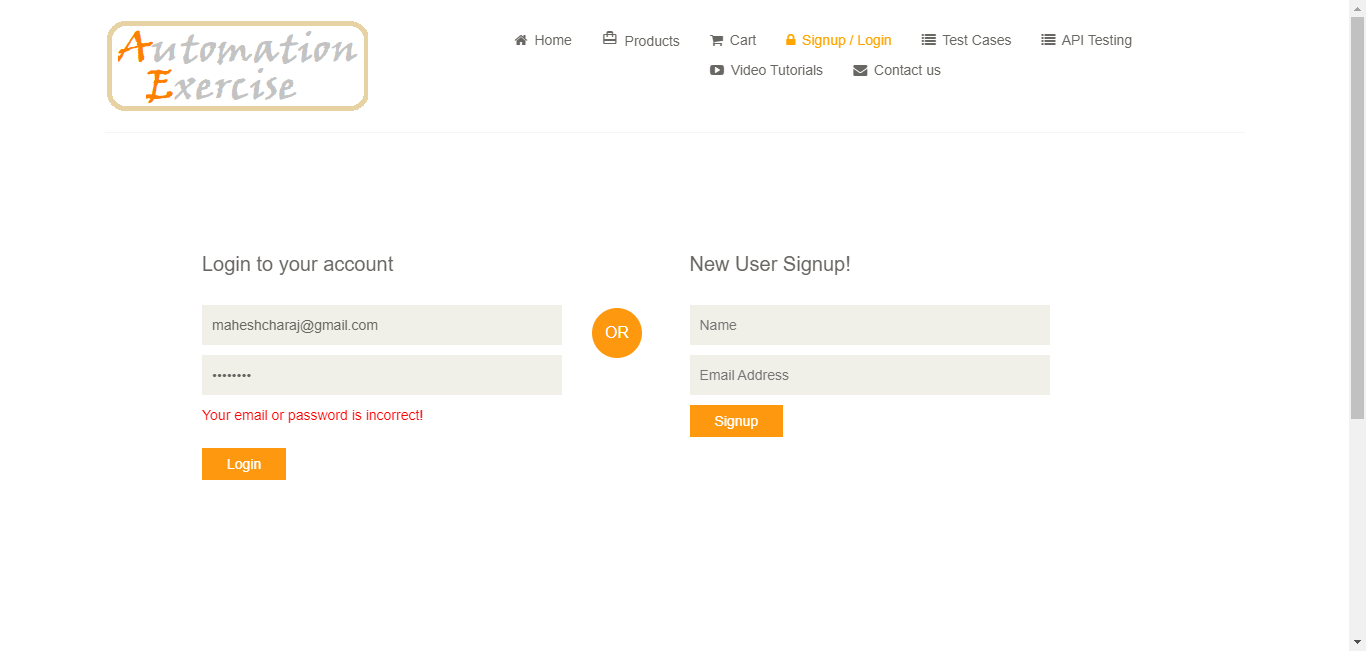 Automation
Exercise
Home Products Cart Signup / Login Test Cases API Testing
Video Tutorials Contact us
Login to your account
maheshcharaj@gmail.com
••••••••
Your email or password is incorrect!
Login
OR
New User Signup!
Name
Email Address
Signup